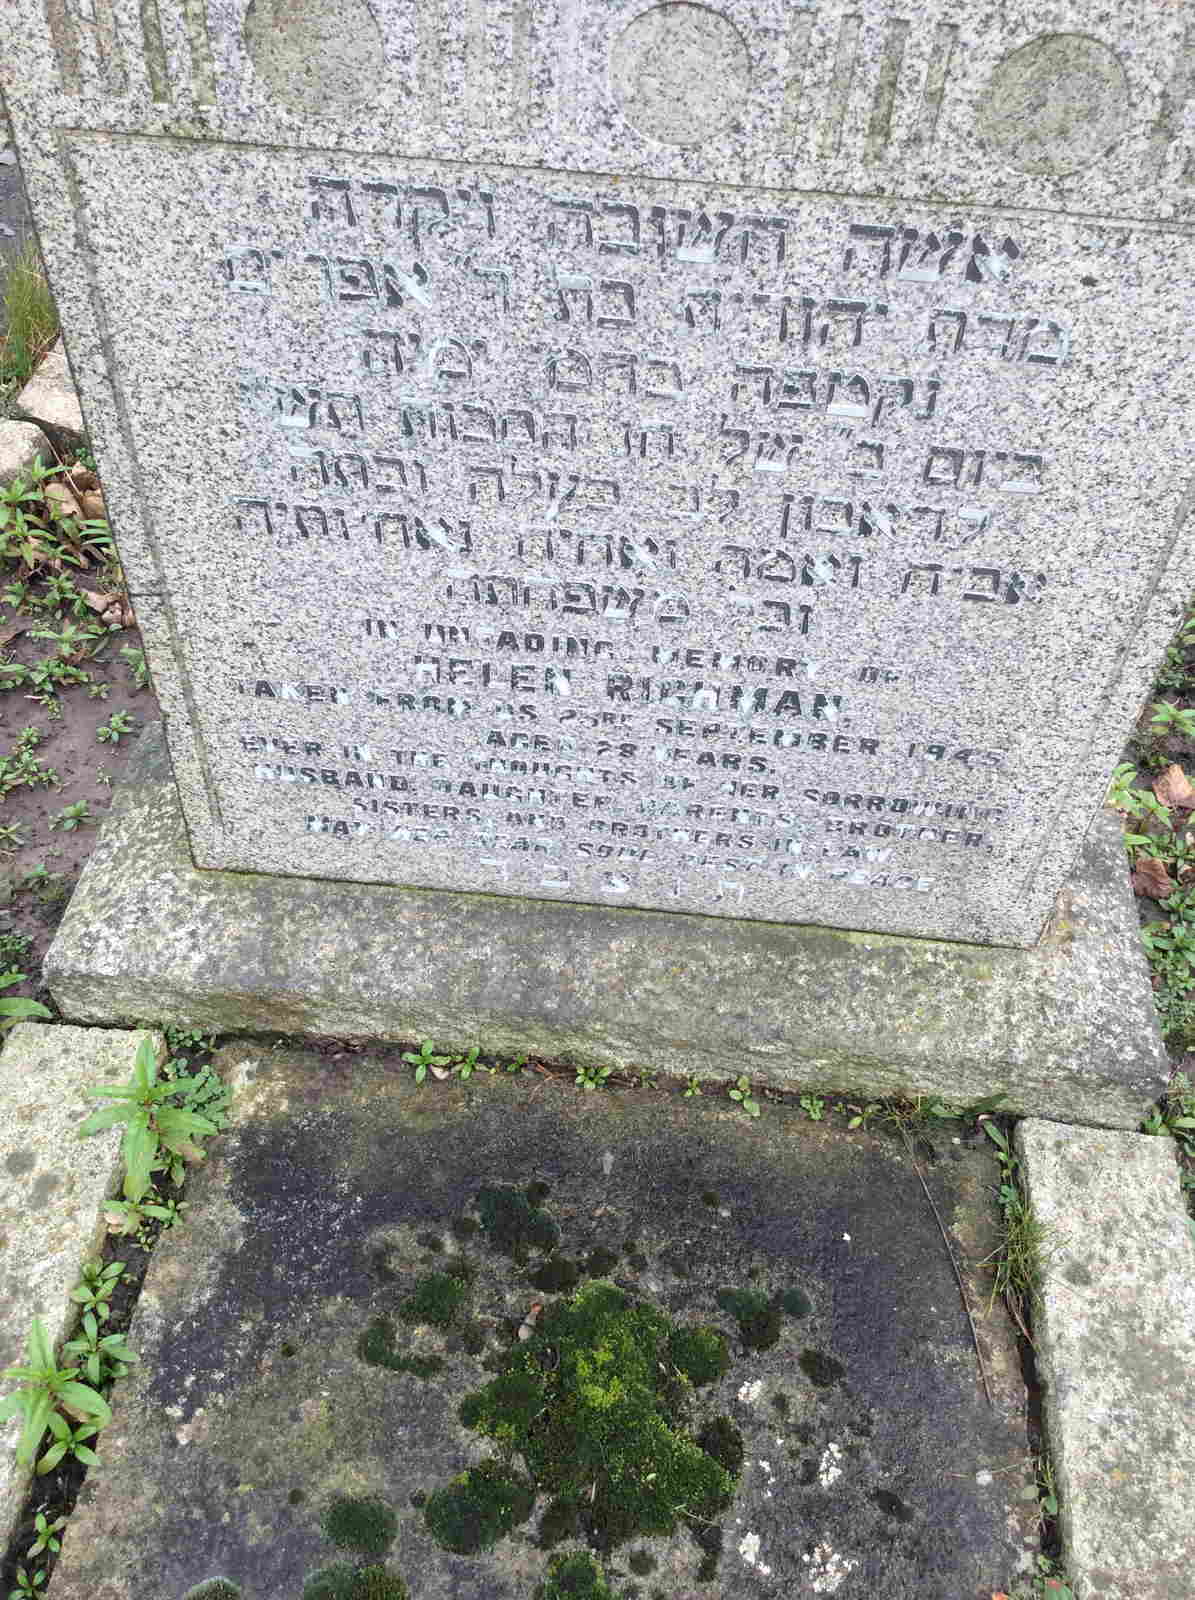 אשה חשובה ויקרה
מרת יהודית בת ר' אפרים
נקטפה בדמי ימיה
ביום ב' של חג הסכות תש"ו
לדאבון לב בעלה ובתה
אביה ואמה ואחיה ואחיותיה
וכל משפחתה
IN UNFADING MEMORY OF
HELEN RICHMAN,
TAKEN FROM US 23RD SEPTEMBER 1945
AGED 28 YEARS.
EVER IN THE THOUGHTS OF HER SORROWING
HUSBAND, DAUGHTER, PARENTS, BROTHER,
SISTERS AND BROTHERS-IN-LAW
MAY HER DEAR SOUL REST IN PEACE
ת נ צ ב ה